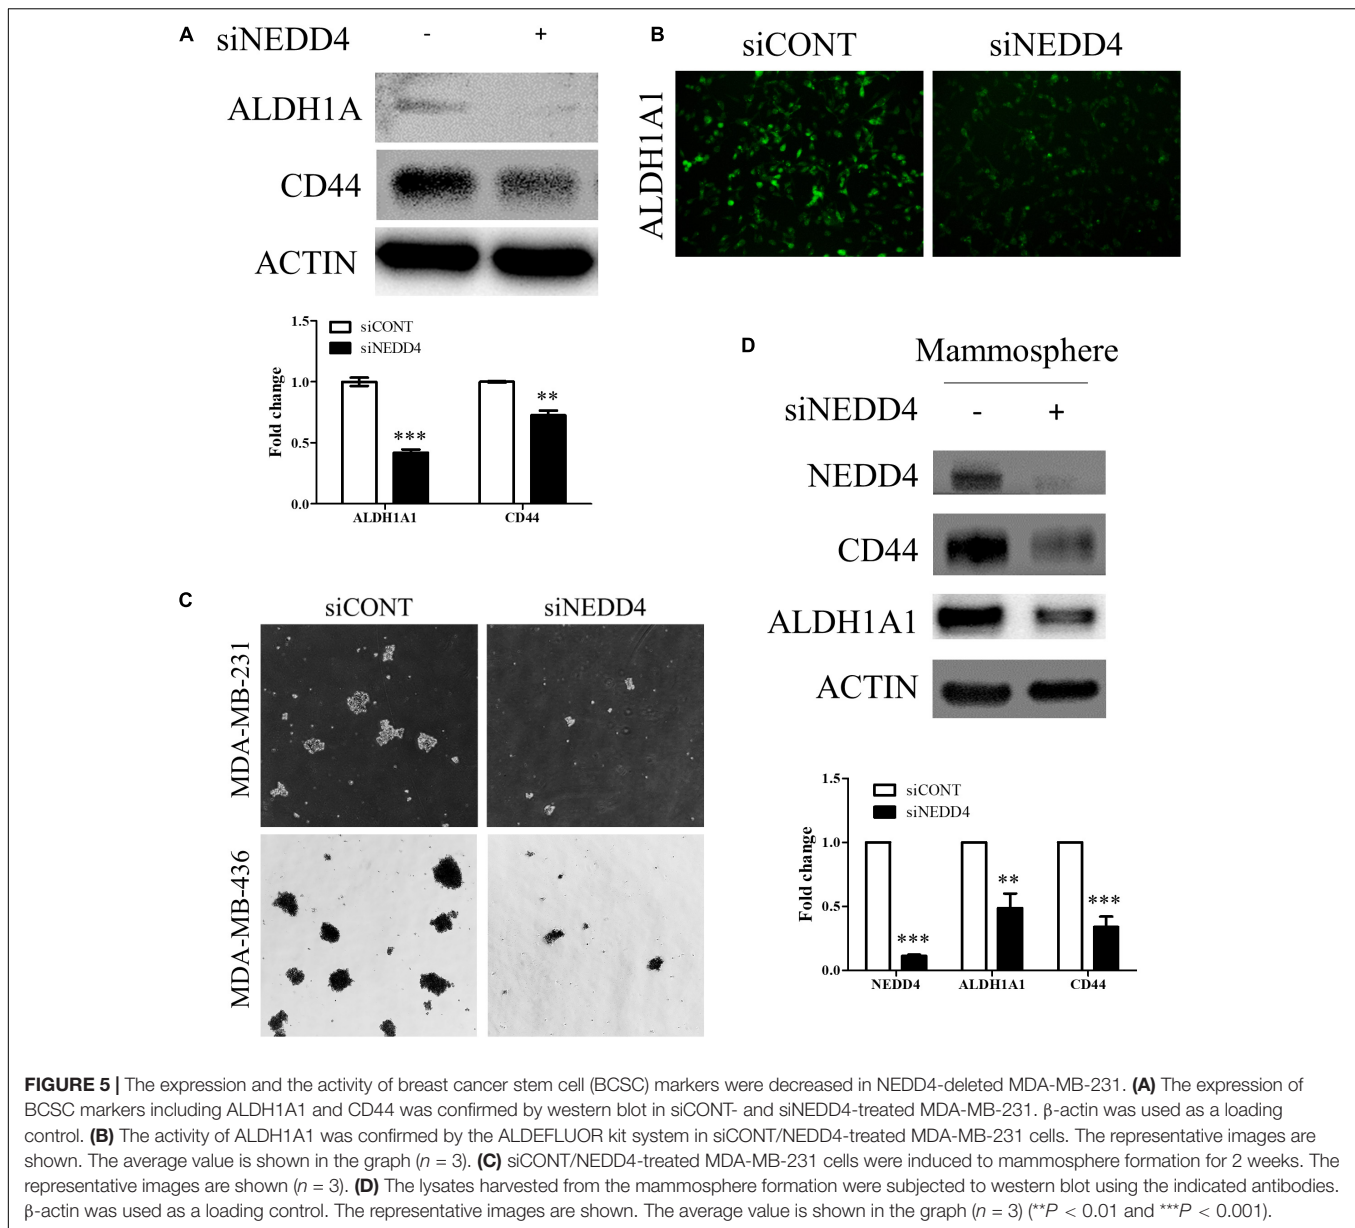 A
siNEDD4 - +
ALDH1A
CD44
ACTIN
1.5
1.0
0.5
0.0
Fold change
siCONT
siNEDD4
***
**
ALDH1A1 CD44
B
siCONT siNEDD4
ALDH1A1
C
siCONT siNEDD4
MDA-MB-231
MDA-MB-436
D
Mammosphere
siNEDD4 - +
NEDD4
CD44
ALDH1A1
ACTIN
1.5
1.0
0.5
0.0
Fold change
siCONT
siNEDD4
***
**
***
NEDD4 ALDH1A1 CD44
FIGURE 5 | The expression and the activity of breast cancer stem cell (BCSC) markers were decreased in NEDD4-deleted MDA-MB-231. (A) The expression of
BCSC markers including ALDH1A1 and CD44 was confirmed by western blot in siCONT- and siNEDD4-treated MDA-MB-231. β-actin was used as a loading
control. (B) The activity of ALDH1A1 was confirmed by the ALDEFLUOR kit system in siCONT/NEDD4-treated MDA-MB-231 cells. The representative images are
shown. The average value is shown in the graph (n = 3). (C) siCONT/NEDD4-treated MDA-MB-231 cells were induced to mammosphere formation for 2 weeks. The
representative images are shown (n = 3). (D) The lysates harvested from the mammosphere formation were subjected to western blot using the indicated antibodies.
β-actin was used as a loading control. The representative images are shown. The average value is shown in the graph (n = 3) (**P < 0.01 and ***P < 0.001).